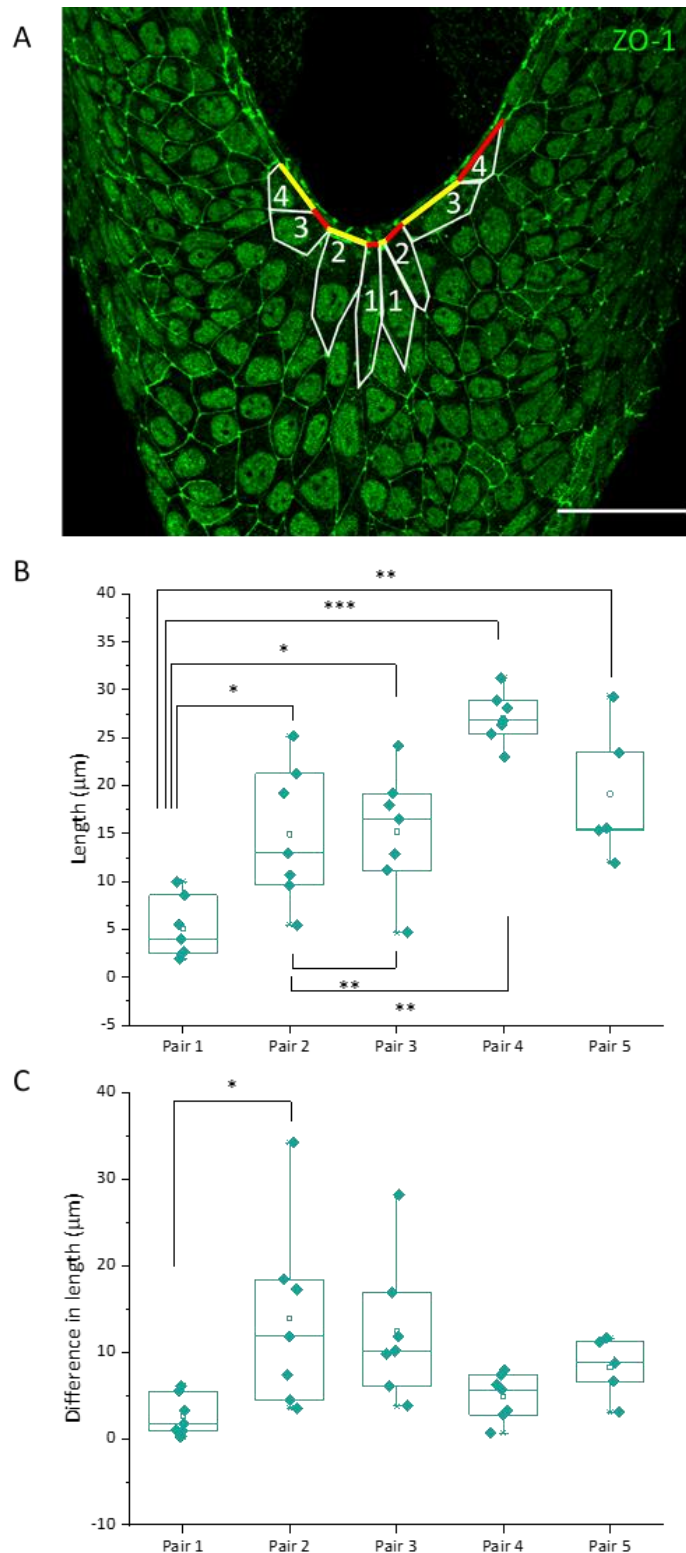 A
ZO-1
4
4
3
3
2
2
1
1
B
**
***
*
*
40
35
30
25
20
15
10
5
0
-5
Length (µm)
**
**
Pair 1
Pair 2
Pair 3
Pair 4
Pair 5
C
*
40
30
20
10
0
-10
Difference in length (µm)
Pair 1
Pair 2
Pair 3
Pair 4
Pair 5